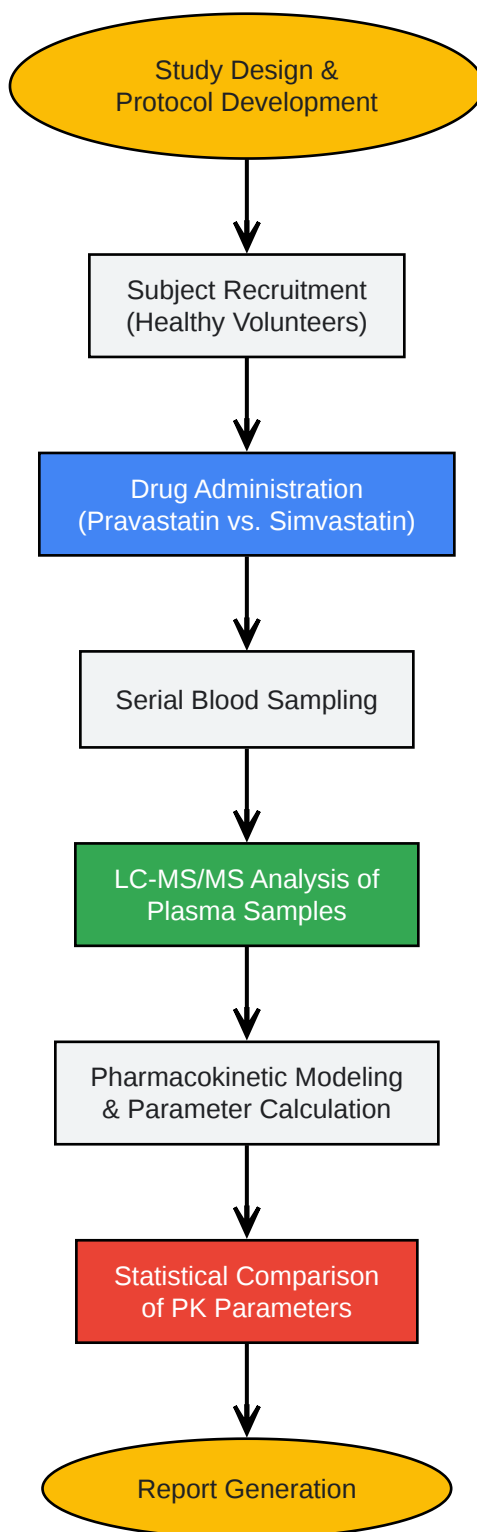 Study Design &
Protocol Development
Subject Recruitment
(Healthy Volunteers)
Drug Administration
(Pravastatin vs. Simvastatin)
Serial Blood Sampling
LC-MS/MS Analysis of
Plasma Samples
Pharmacokinetic Modeling
& Parameter Calculation
Statistical Comparison
of PK Parameters
Report Generation